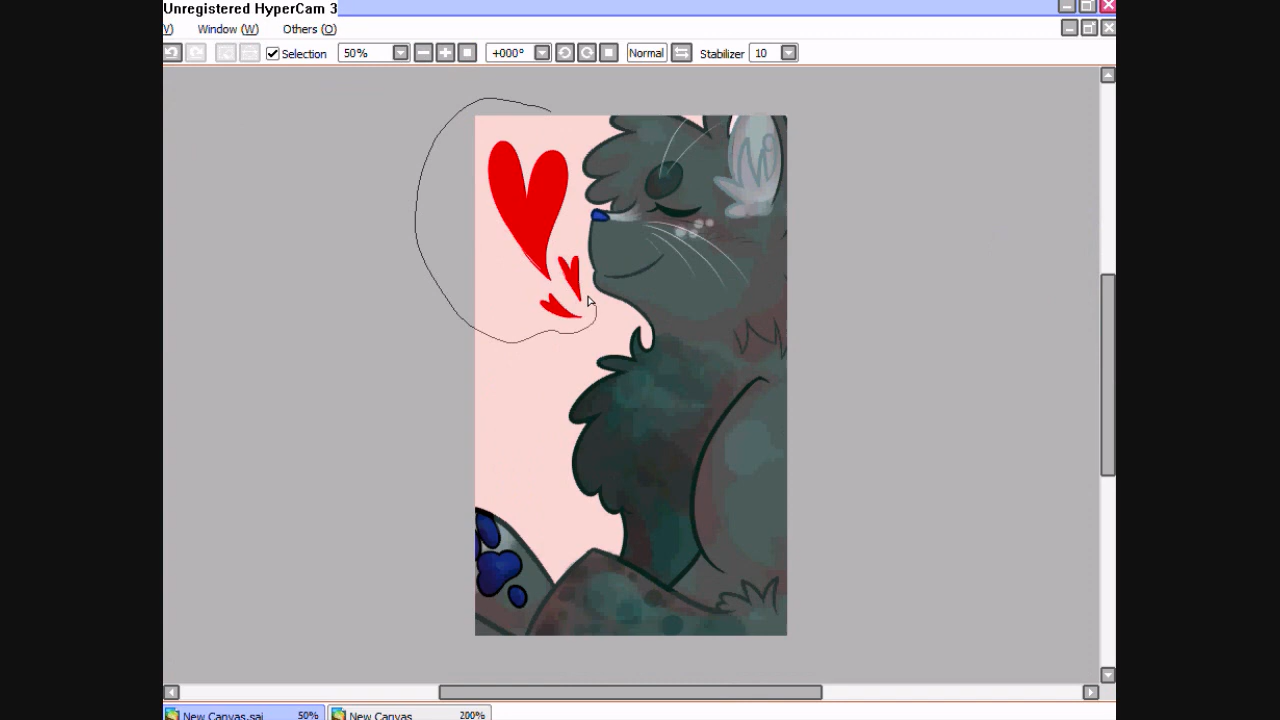 Unregistered HyperCam 3
V) Window (W) Others (O)
Selection 50% +000° Normal Stabilizer 10
New Canvas.sai 50% New Canvas 200%